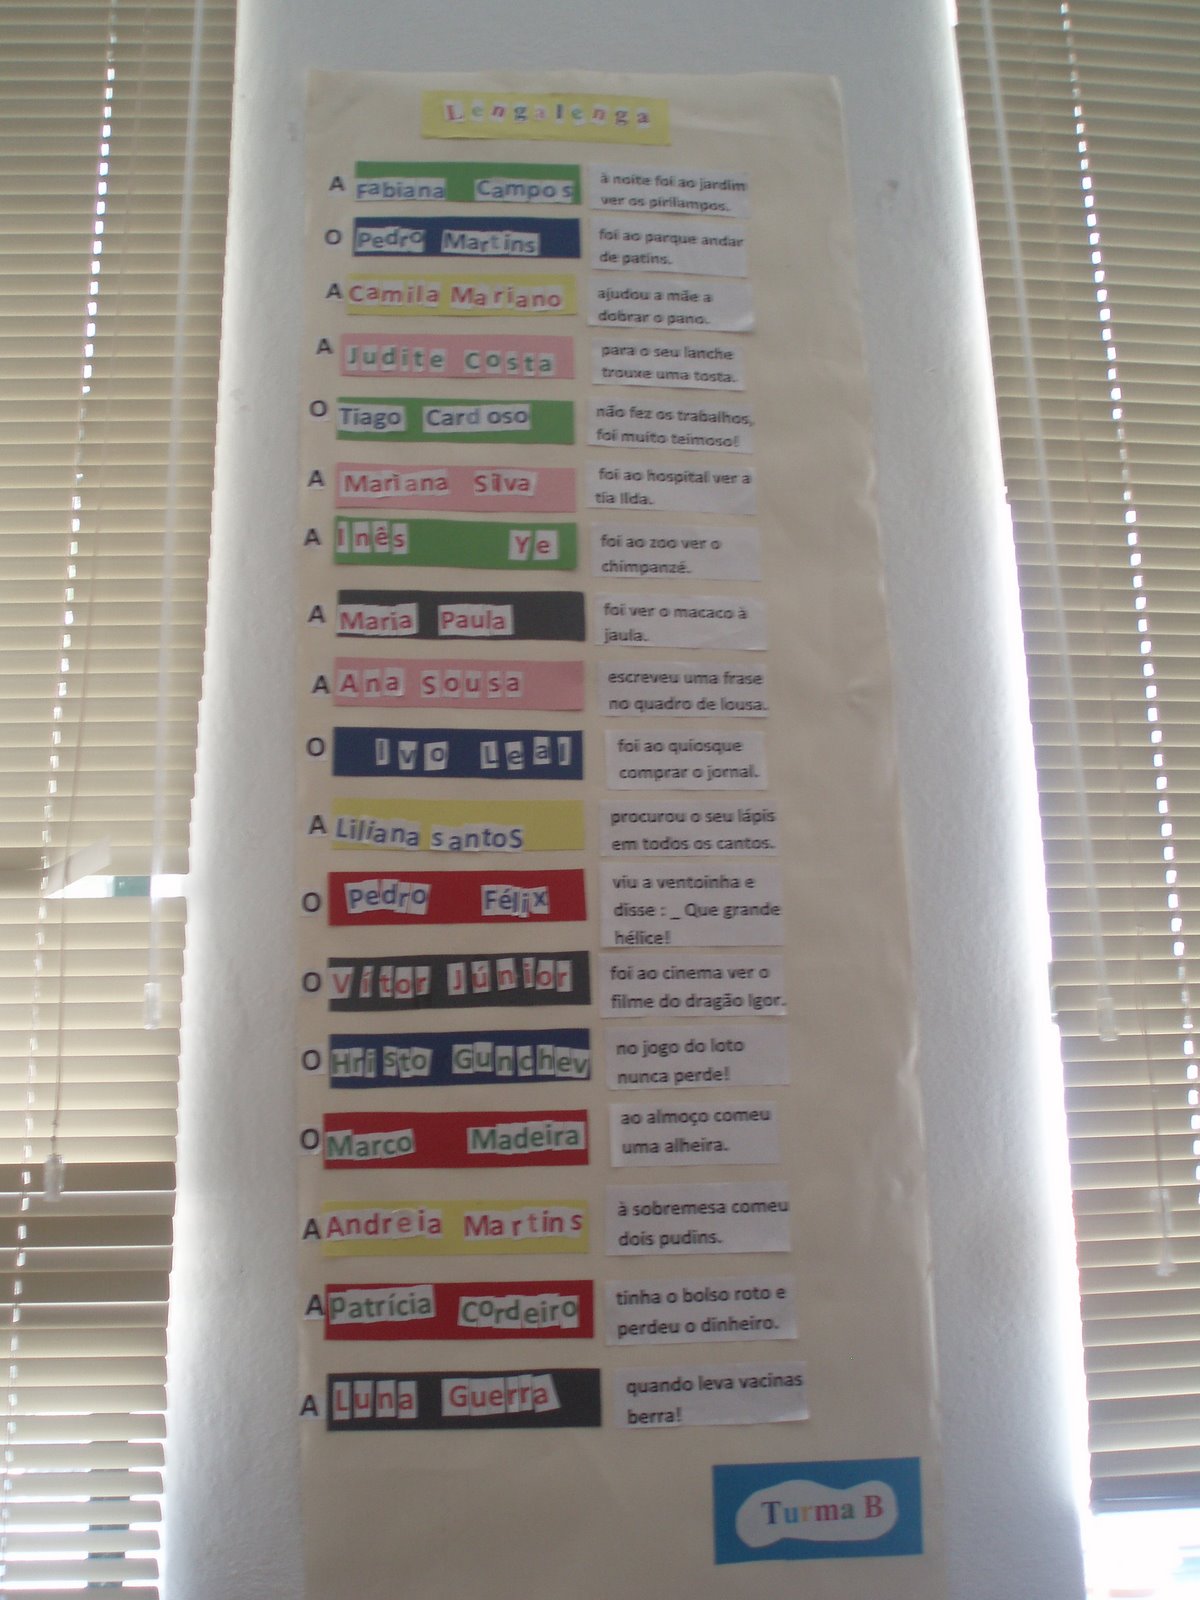 Lengalenga
A Fabiana Campos à noite foi ao jardim
ver os pirilampos.
O Pedro Martins foi ao parque andar
de patins.
A Camila Mariano ajudou a mãe a
dobrar o pano.
A Judite Costa para o seu lanche
trouxe uma tosta.
O Tiago Cardoso não fez os trabalhos,
foi muito teimoso!
A Mariana Silva foi ao hospital ver a
tia Ilda.
A Inês Ye foi ao zoo ver o
chimpanzé.
A Maria Paula foi ver o macaco à
jaula.
A Ana Sousa escreveu uma frase
no quadro de lousa.
O Ivo Leal foi ao quiosque
comprar o jornal.
A Liliana santoS procurou o seu lápis
em todos os cantos.
O Pedro Félix viu a ventoinha e
disse : _ Que grande
hélice!
O Vítor Júnior foi ao cinema ver o
filme do dragão Igor.
O Hristo Gunchev no jogo do loto
nunca perde!
O Marco Madeira ao almoço comeu
uma alheira.
A Andreia Martins à sobremesa comeu
dois pudins.
A Patrícia Cordeiro tinha o bolso roto e
perdeu o dinheiro.
A Luna Guerra quando leva vacinas
berra!
Turma B